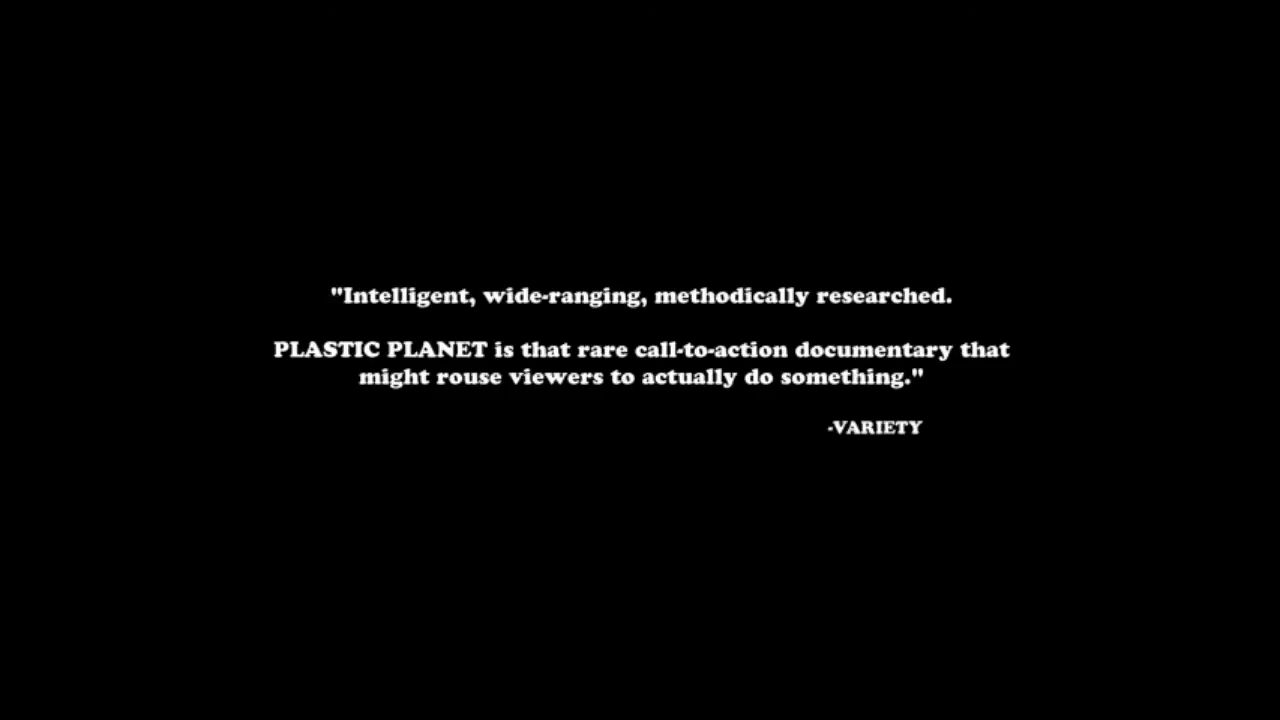 "Intelligent, wide-ranging, methodically researched.
PLASTIC PLANET is that rare call-to-action documentary that
might rouse viewers to actually do something."
-VARIETY